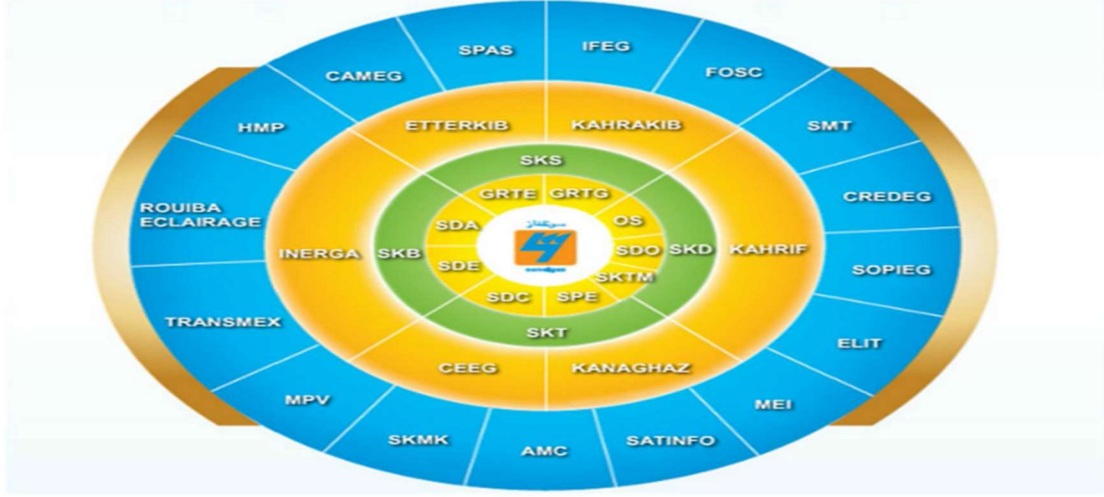 SPAS
IFEG
CAMEG
FOSC
HMP
ETTERKIB
KAHRAKIB
SMT
SKS
GRTE
GRTG
CREDEG
ROUIBA
ECLAIRAGE
SDA
OS
سونلغاز
INERGA
SKB
SDO
SKD
KAHRIF
SDE
SOPIEG
SKTM
SDC
SPE
TRANSMEX
SKT
ELIT
CEEG
KANAGHAZ
MPV
MEI
SKMK
AMC
SATINFO